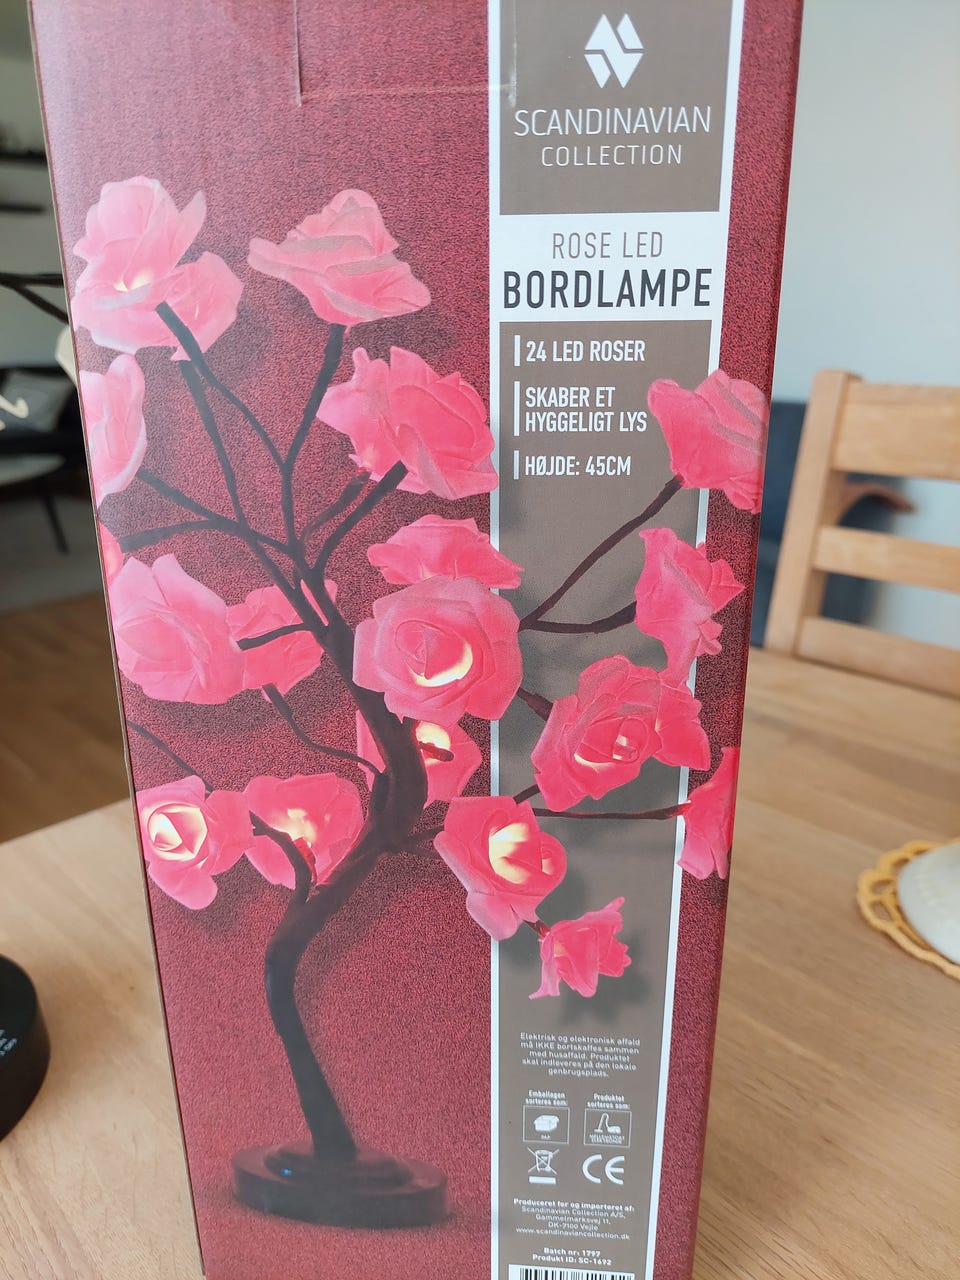 SCANDINAVIAN
COLLECTION
ROSE LED
BORDLAMPE
24 LED ROSER
SKABER ET
HYGGELIGT LYS
HØJDE: 45CM
Elektrisk og elektronisk affald
må IKKE bortskaffes sammen
med husaffald. Produktet
skal indleveres på den lokale
genbrugsplads.
Emballagen
sorteres som:
Produktet
sorteres som:
PAP
CE
Produceret for og importeret af:
Scandinavian Collection A/S,
Gammelmarksvej 11,
DK-7100 Vejle
www.scandinaviancollection.dk
Batch nr: 1797
Produkt ID: SC-1692